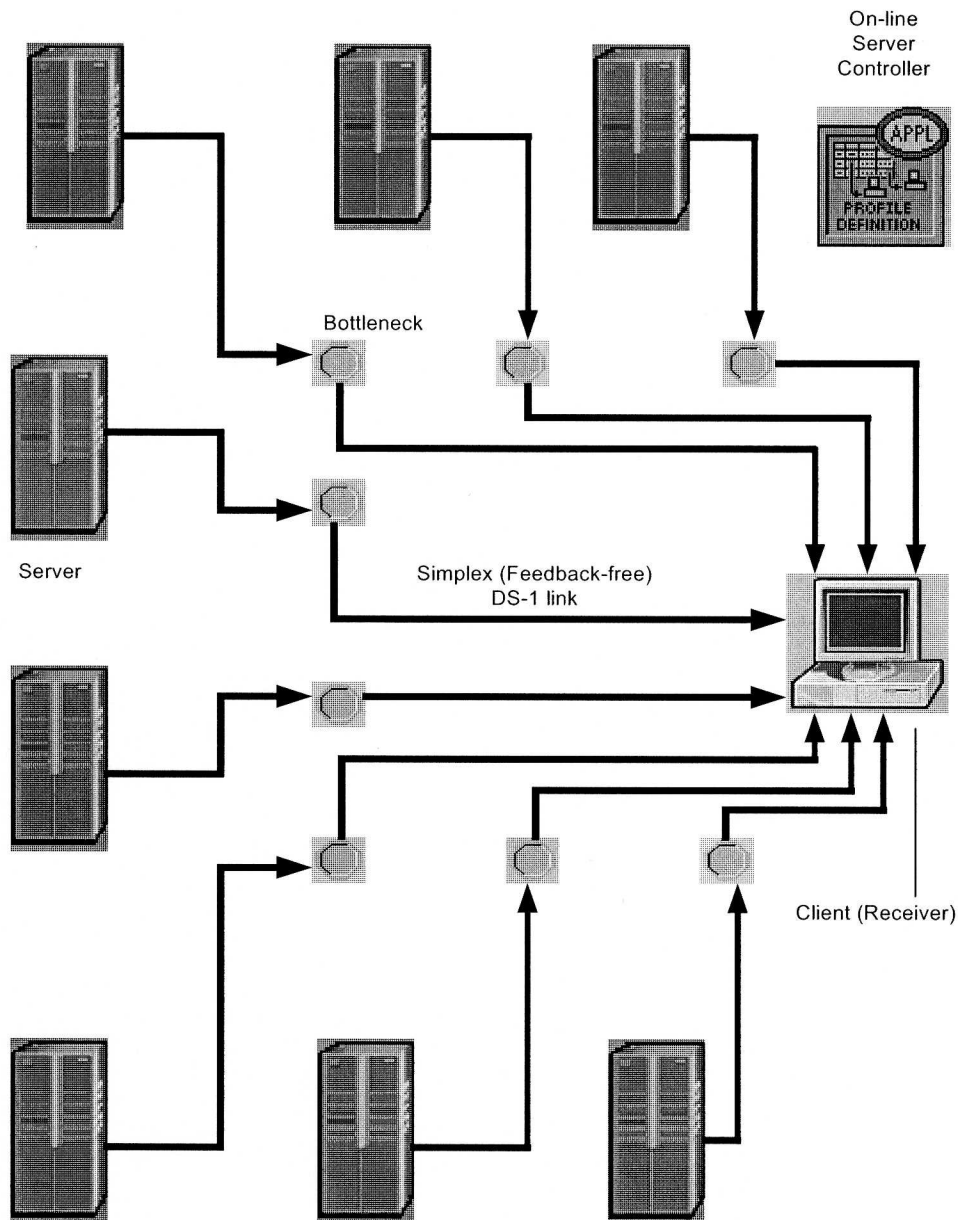 On-line
Server
Controller
APPL
PROFILE
DEFINITION
Bottleneck
Server
Simplex (Feedback-free)
DS-1 link
Client (Receiver)